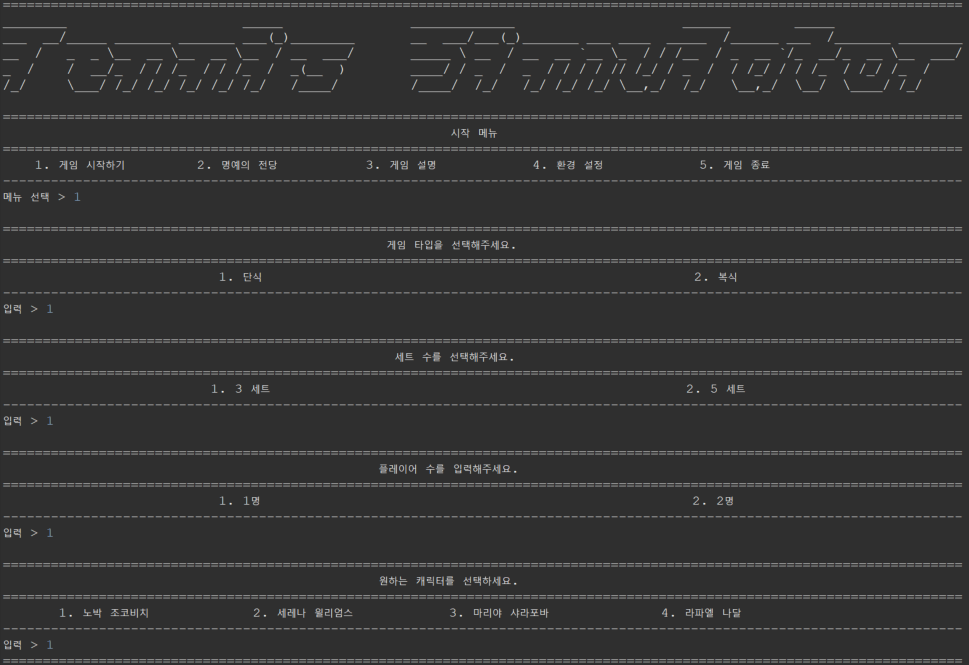 Tennis Simulator
시작 메뉴
1. 게임 시작하기 2. 명예의 전당 3. 게임 설명 4. 환경 설정 5. 게임 종료
메뉴 선택 > 1
게임 타입을 선택해주세요.
1. 단식 2. 복식
입력 > 1
세트 수를 선택해주세요.
1. 3 세트 2. 5 세트
입력 > 1
플레이어 수를 입력해주세요.
1. 1명 2. 2명
입력 > 1
원하는 캐릭터를 선택하세요.
1. 노박 조코비치 2. 세레나 윌리엄스 3. 마리야 샤라포바 4. 라파엘 나달
입력 > 1